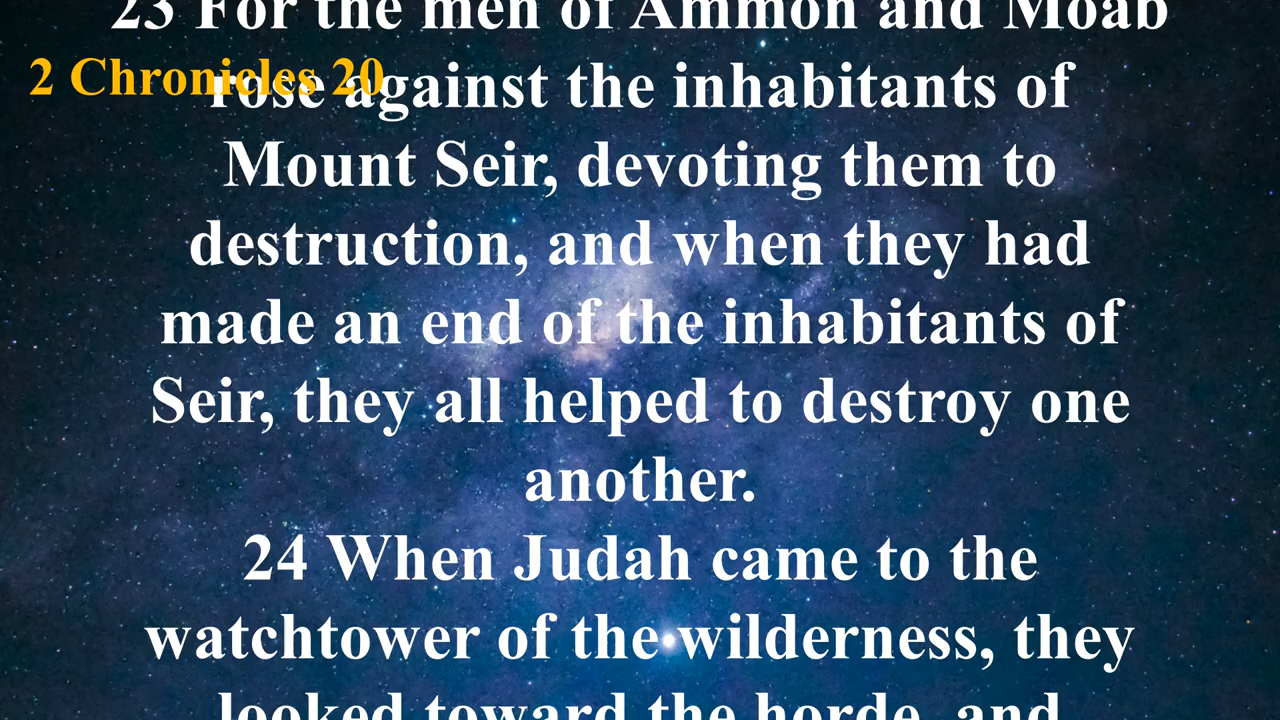 23 For the men of Ammon and Moab
2 Chronicles 20
rose against the inhabitants of
Mount Seir, devoting them to
destruction, and when they had
made an end of the inhabitants of
Seir, they all helped to destroy one
another.
24 When Judah came to the
watchtower of the wilderness, they
looked toward the horde, and